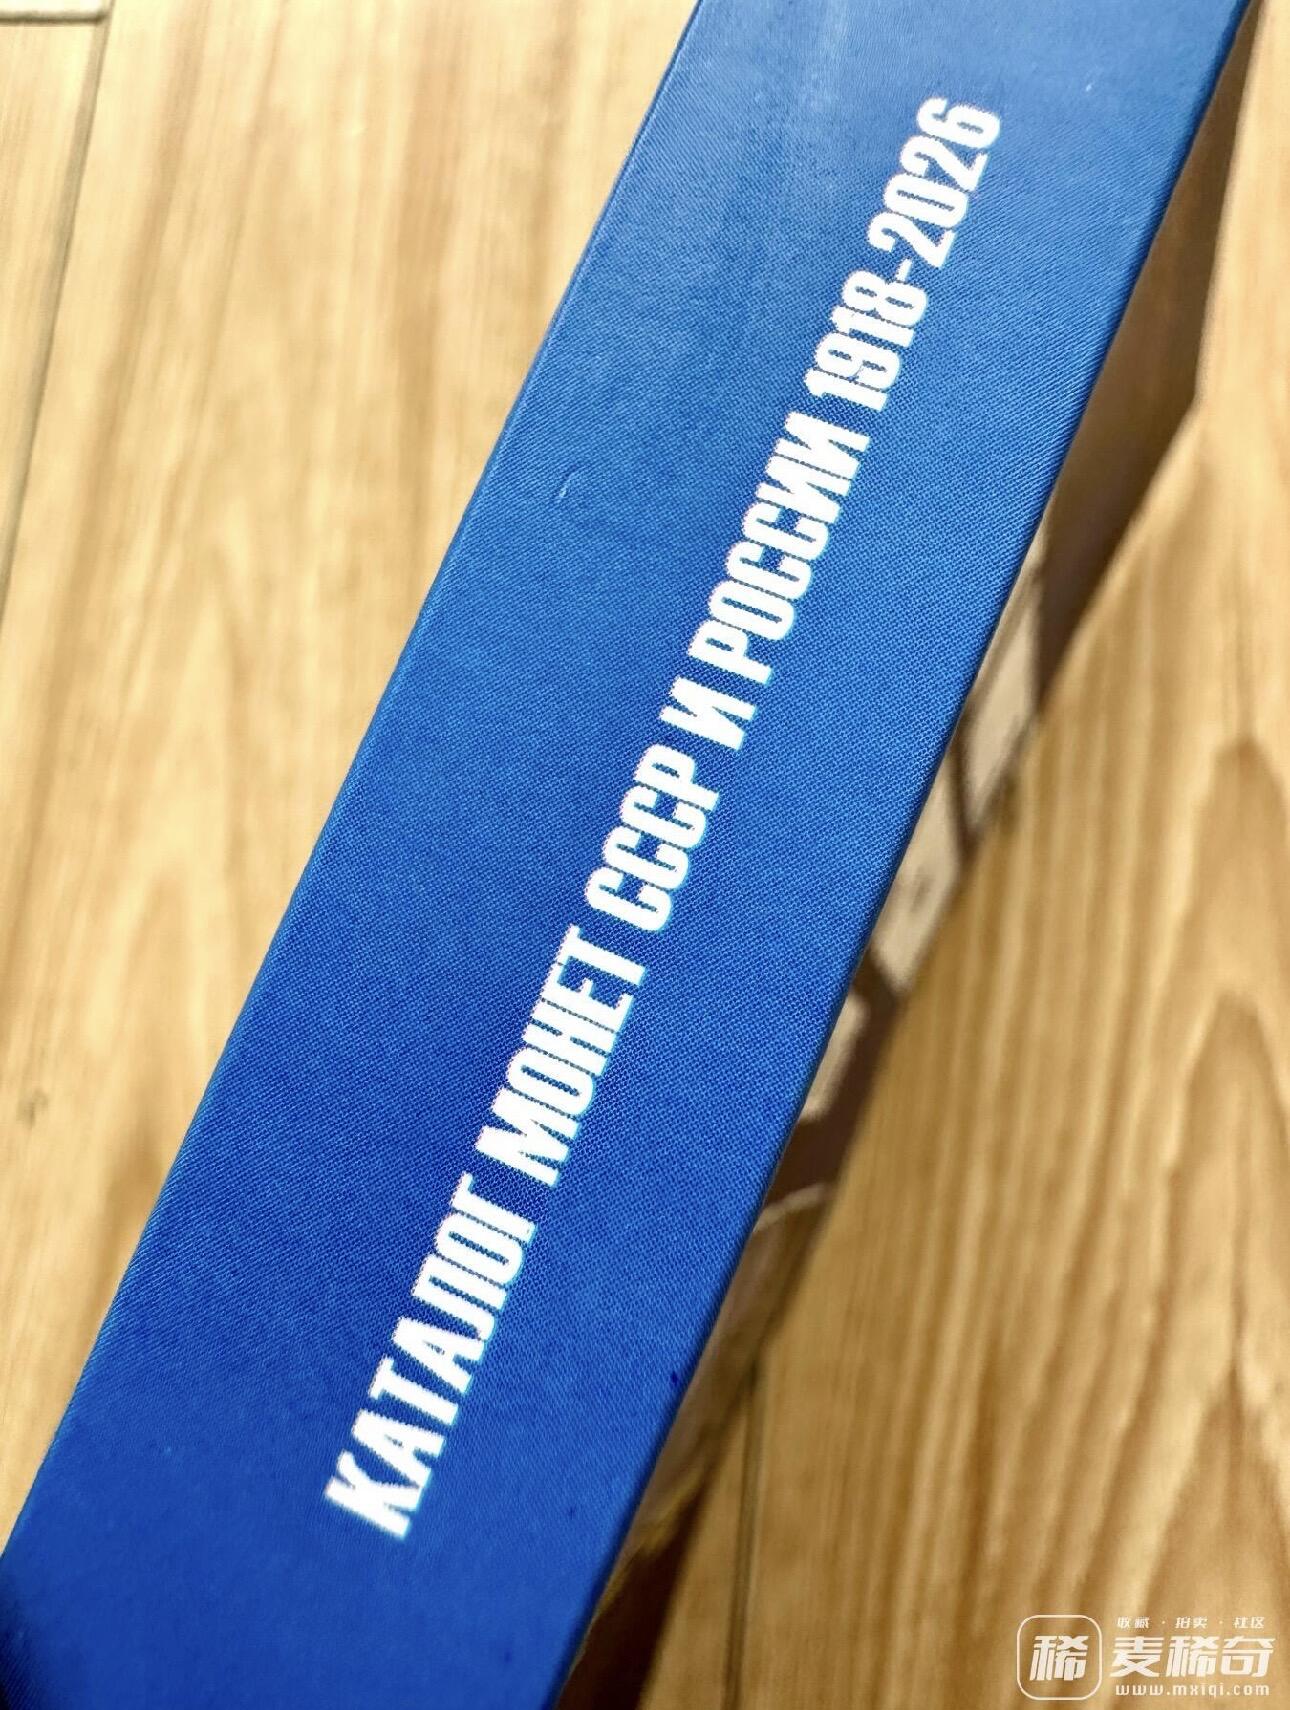 КАТАЛОГ МОНЕТ СССР И РОССИИ 1918-2026
收藏 · 拍卖 · 社区
稀 麦稀奇
www.mxiqi.com